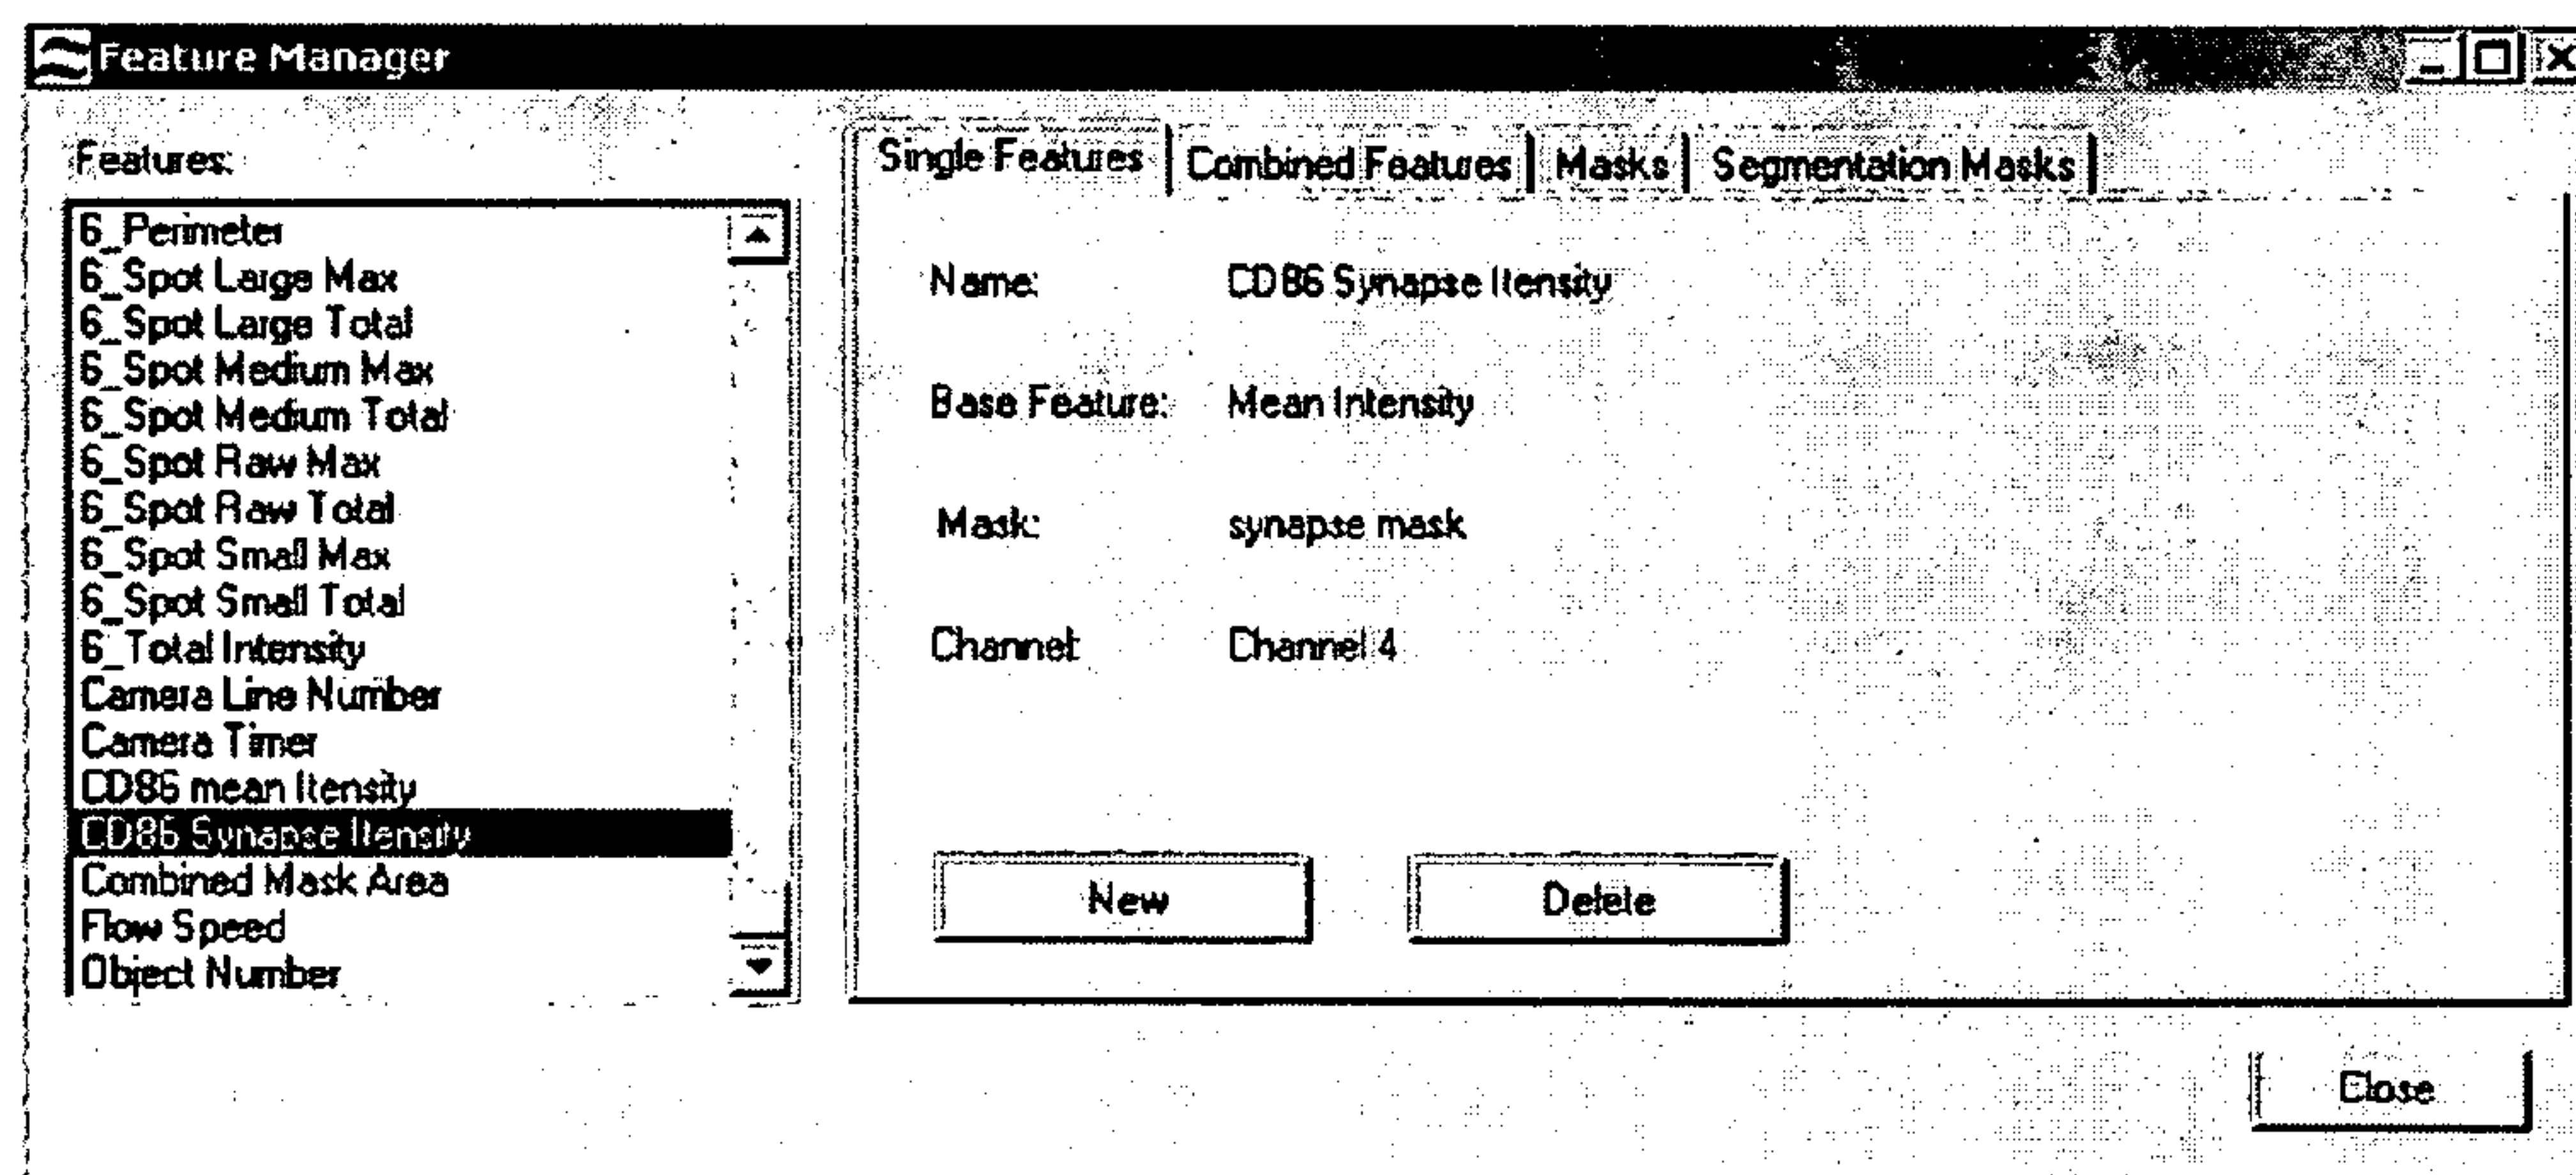 Feature Manager
Features:
6_Perimeter
6_Spot Large Max
6_Spot Large Total
6_Spot Medium Max
6_Spot Medium Total
6_Spot Raw Max
6_Spot Raw Total
6_Spot Small Max
6_Spot Small Total
6_Total Intensity
Camera Line Number
Camera Timer
CD86 mean Itensity
CD86 Synapse Itensity
Combined Mask Area
Flow Speed
Object Number
Single Features Combined Features Masks Segmentation Masks
Name: CD86 Synapse Itensity
Base Feature: Mean Intensity
Mask: synapse mask
Channel: Channel 4
New Delete
Close